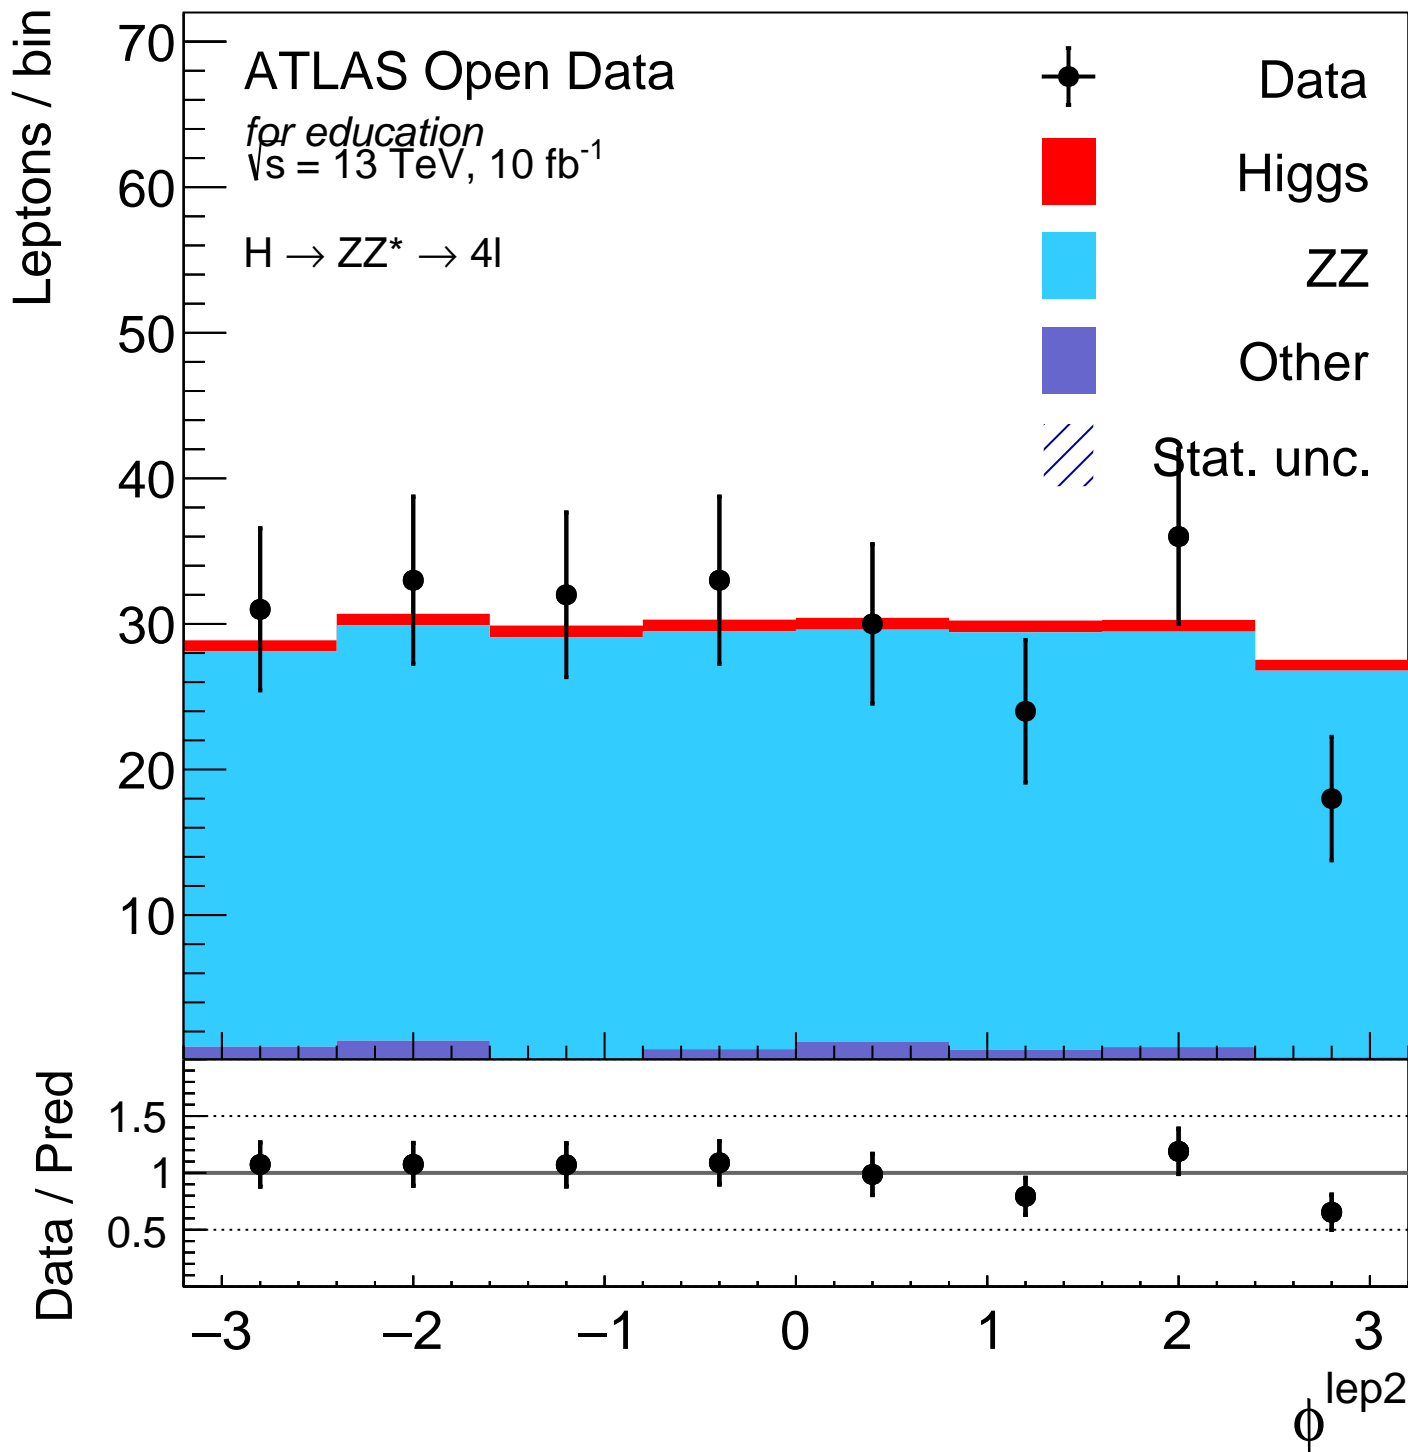 Leptons / bin
70
60
50
40
30
20
10
ATLAS Open Data
for education
√s = 13 TeV, 10 fb⁻¹
H → ZZ* → 4l
Data
Higgs
ZZ
Other
Stat. unc.
Data / Pred
1.5
1
0.5
−3 −2 −1 0 1 2 3
ϕ^lep2